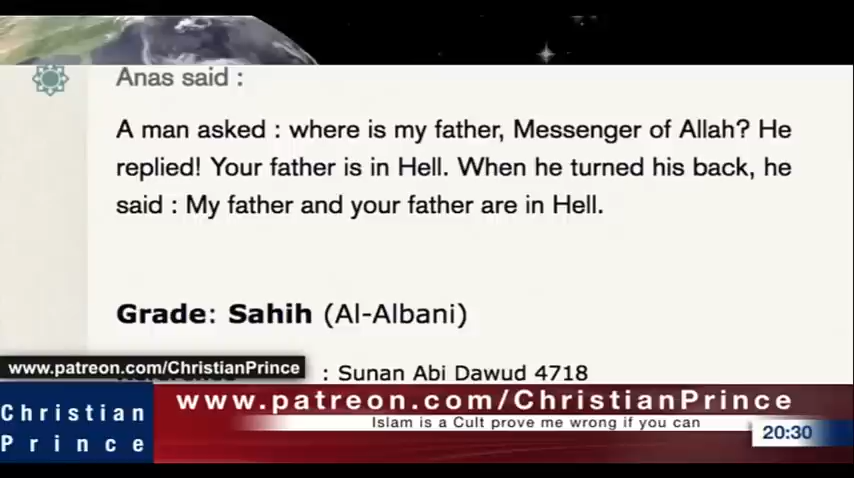 Anas said :
A man asked : where is my father, Messenger of Allah? He
replied! Your father is in Hell. When he turned his back, he
said : My father and your father are in Hell.
Grade: Sahih (Al-Albani)
www.patreon.com/ChristianPrince
: Sunan Abi Dawud 4718
www.patreon.com/ChristianPrince
Islam is a Cult prove me wrong if you can
Christian
Prince
20:30